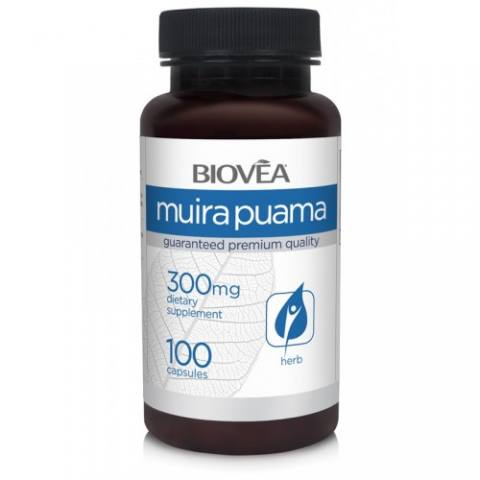 BIOVEA
muira puama
guaranteed premium quality
300mg
dietary
supplement
100
capsules
herb